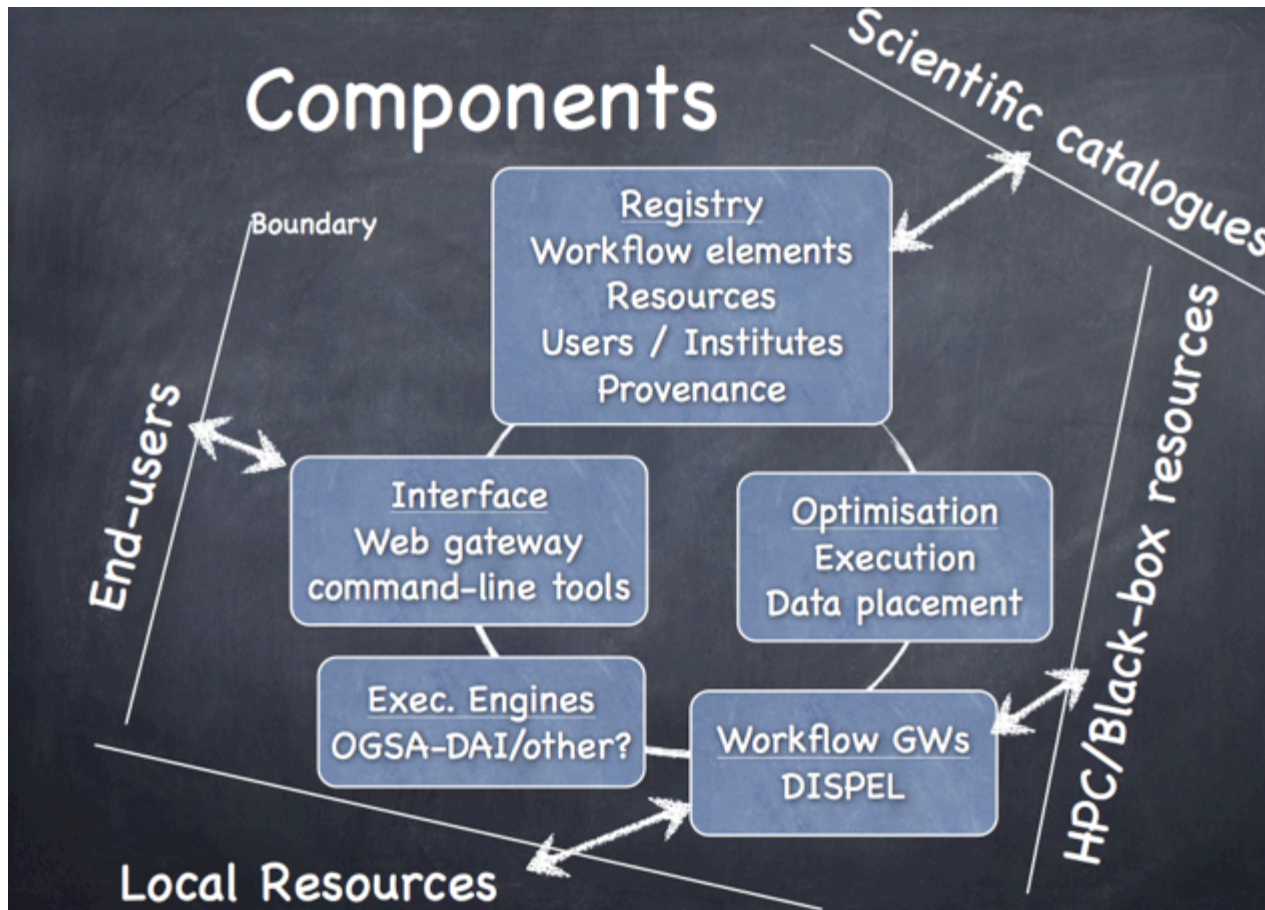 Components
Scientific catalogues
Boundary
Registry
Workflow elements
Resources
Users / Institutes
Provenance
End-users
Interface
Web gateway
command-line tools
Optimisation
Execution
Data placement
HPC/Black-box resources
Exec. Engines
OGSA-DAI/other?
Workflow GWs
DISPEL
Local Resources